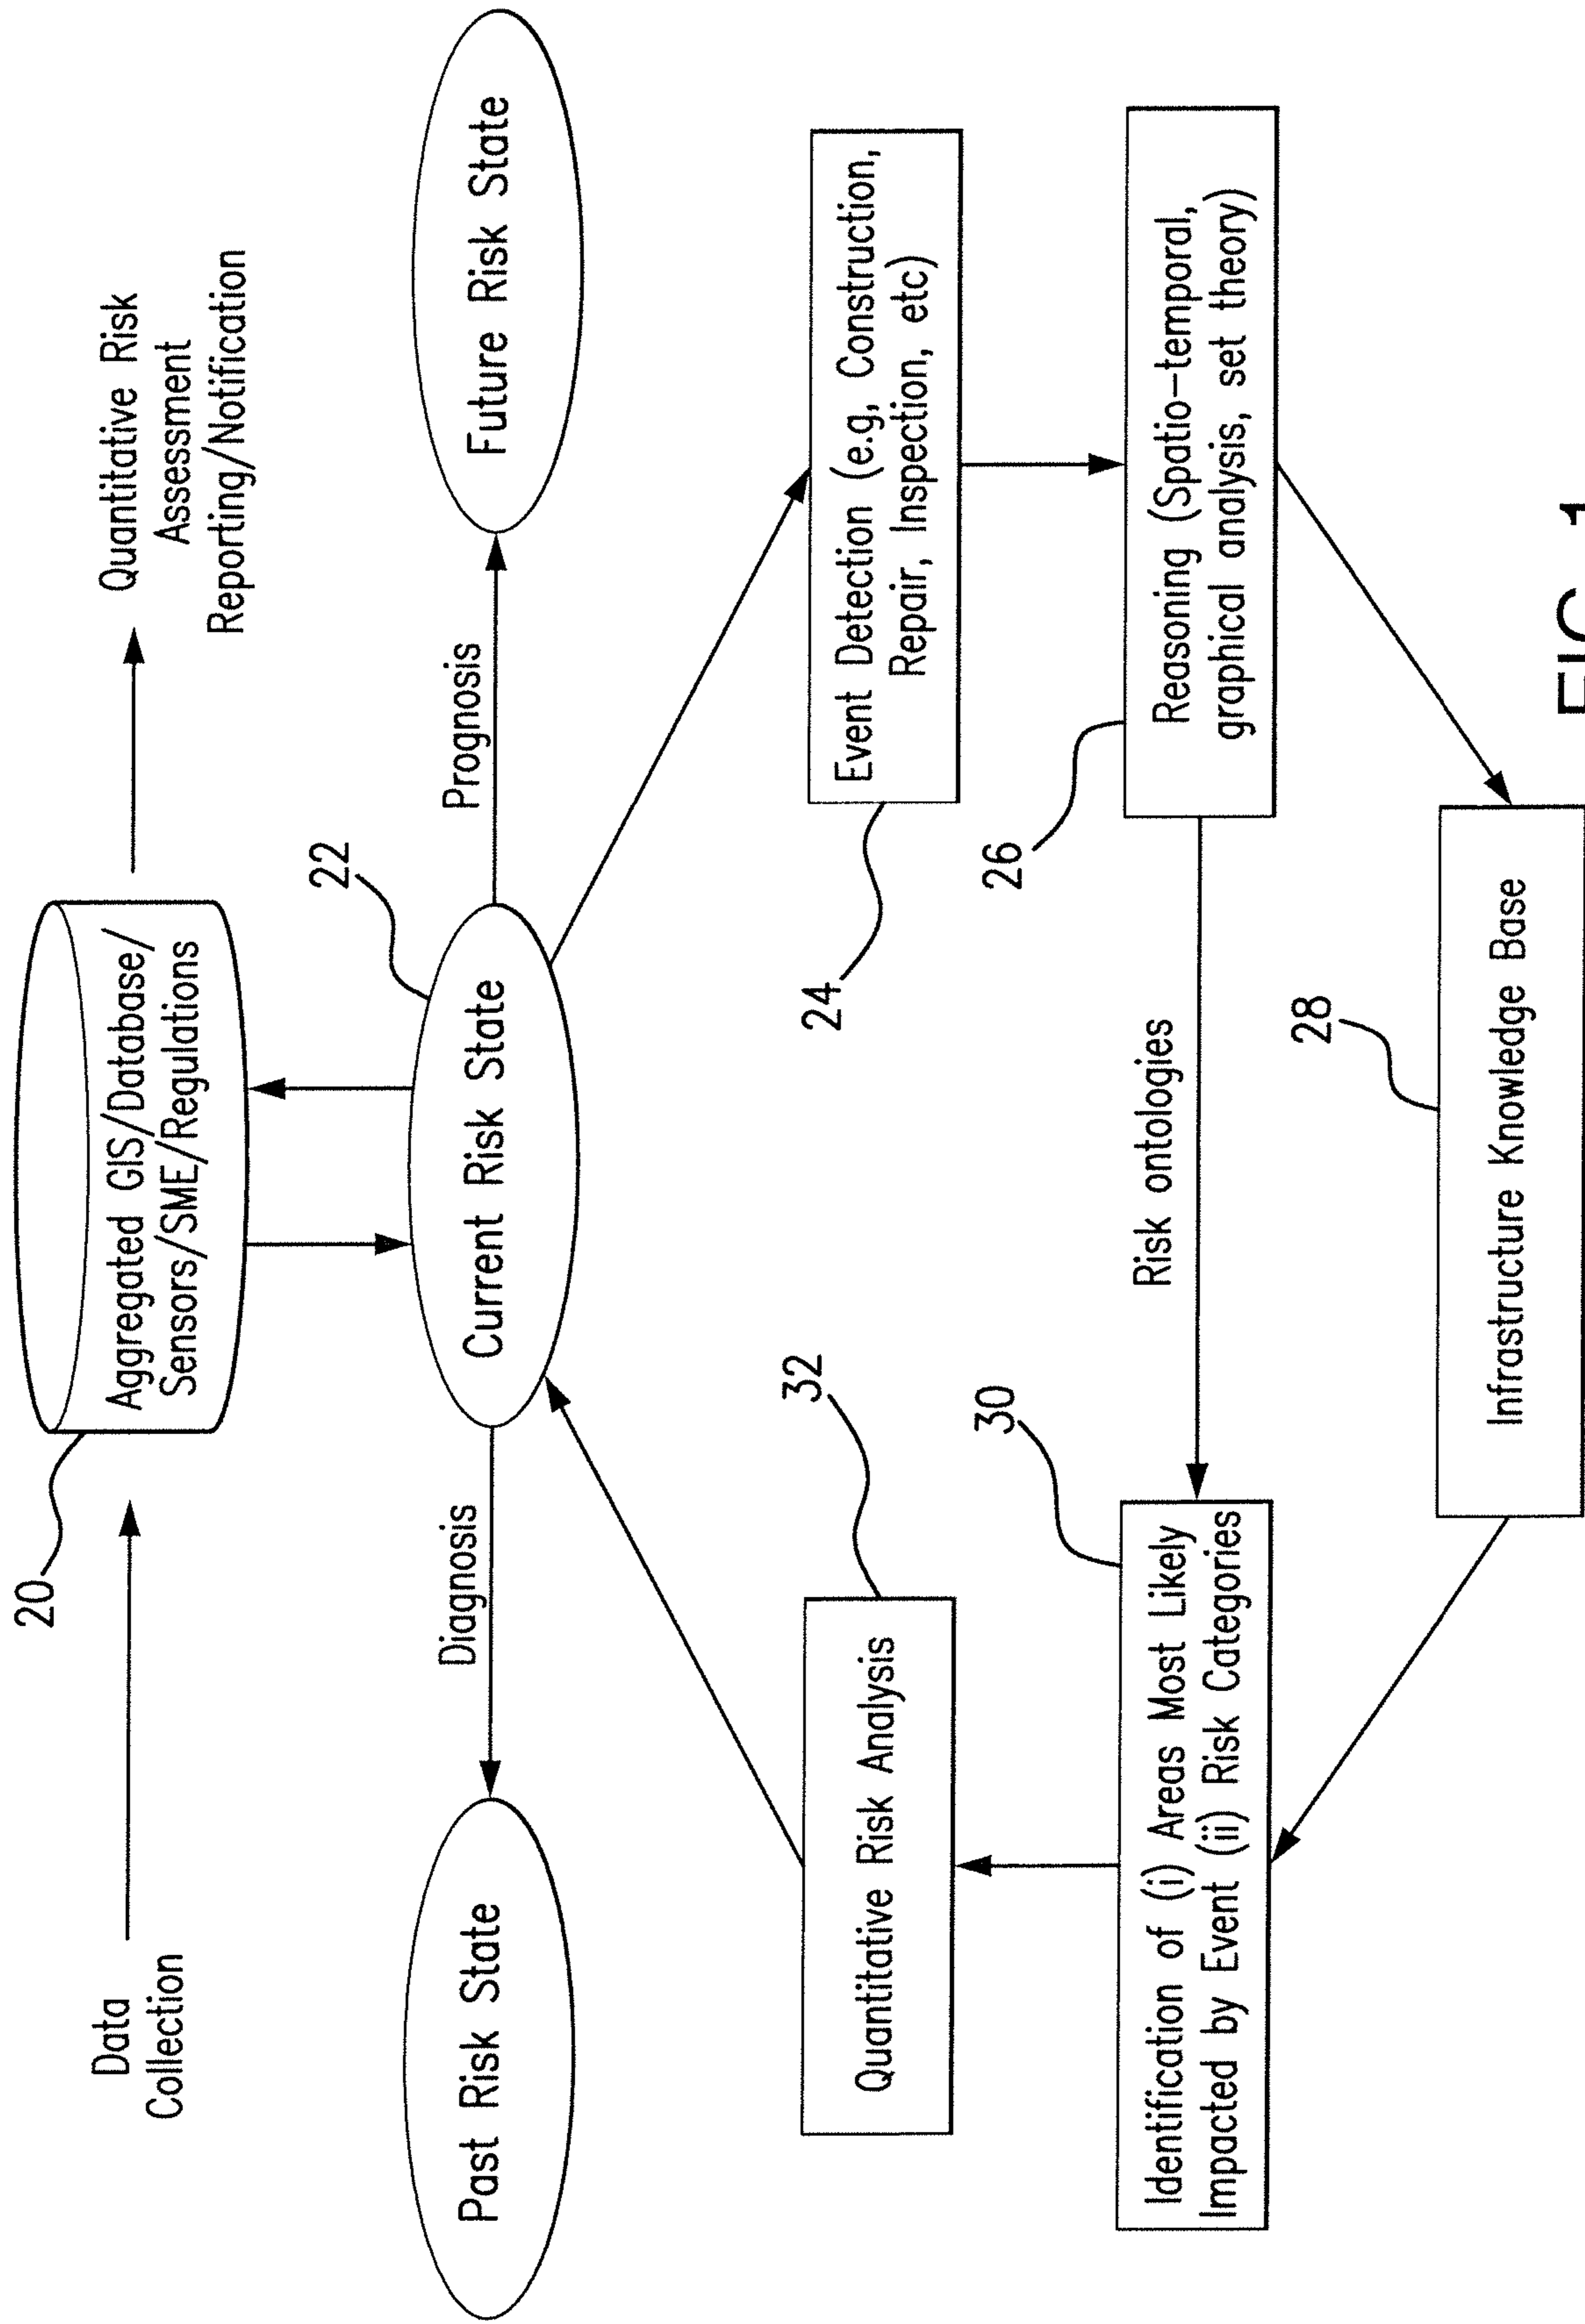 Data
Collection
20
Aggregated GIS/Database/
Sensors/SME/Regulations
Quantitative Risk
Assessment
Reporting/Notification
Past Risk State
Diagnosis
Current Risk State
22
Prognosis
Future Risk State
Quantitative Risk Analysis
32
24
Event Detection (e.g, Construction,
Repair, Inspection, etc)
Identification of (i) Areas Most Likely
Impacted by Event (ii) Risk Categories
30
Risk ontologies
26
Reasoning (Spatio-temporal,
graphical analysis, set theory)
28
Infrastructure Knowledge Base
FIG. 1